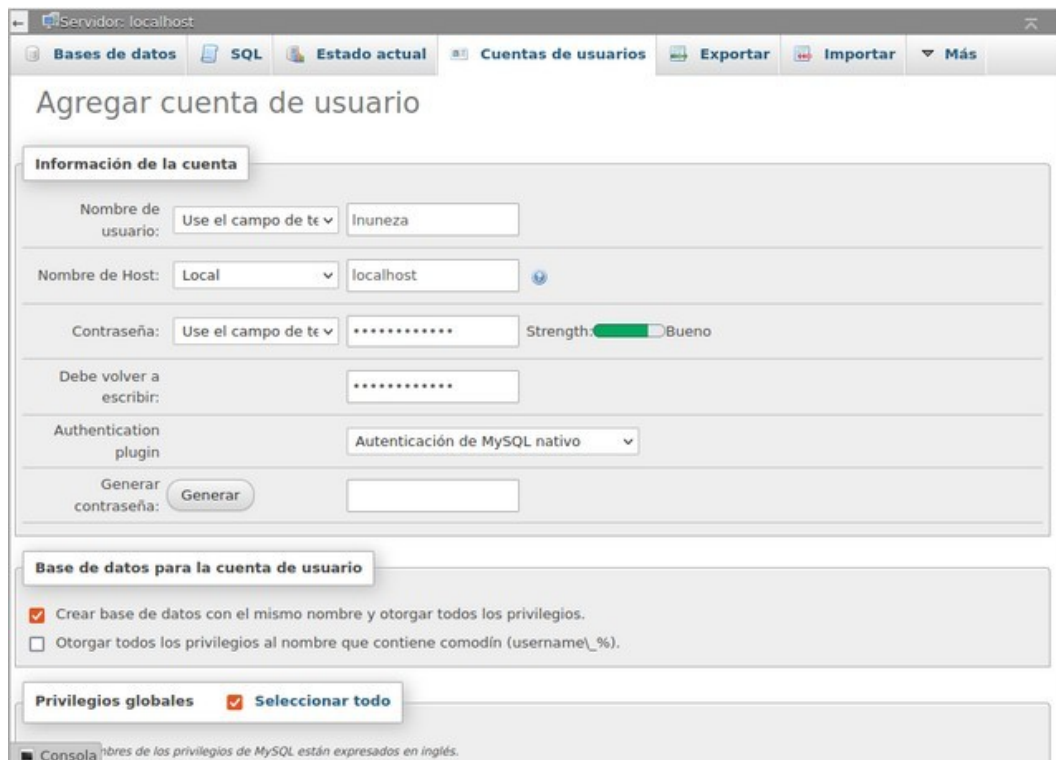 Servidor: localhost
Bases de datos SQL Estado actual Cuentas de usuarios Exportar Importar Más
Agregar cuenta de usuario
Información de la cuenta
Nombre de usuario: Use el campo de te lnuneza
Nombre de Host: Local localhost
Contraseña: Use el campo de te •••••••••••• Strength: Bueno
Debe volver a escribir: ••••••••••••
Authentication plugin Autenticación de MySQL nativo
Generar contraseña: Generar
Base de datos para la cuenta de usuario
Crear base de datos con el mismo nombre y otorgar todos los privilegios.
Otorgar todos los privilegios al nombre que contiene comodín (username\_%).
Privilegios globales Seleccionar todo
Consola mbres de los privilegios de MySQL están expresados en inglés.